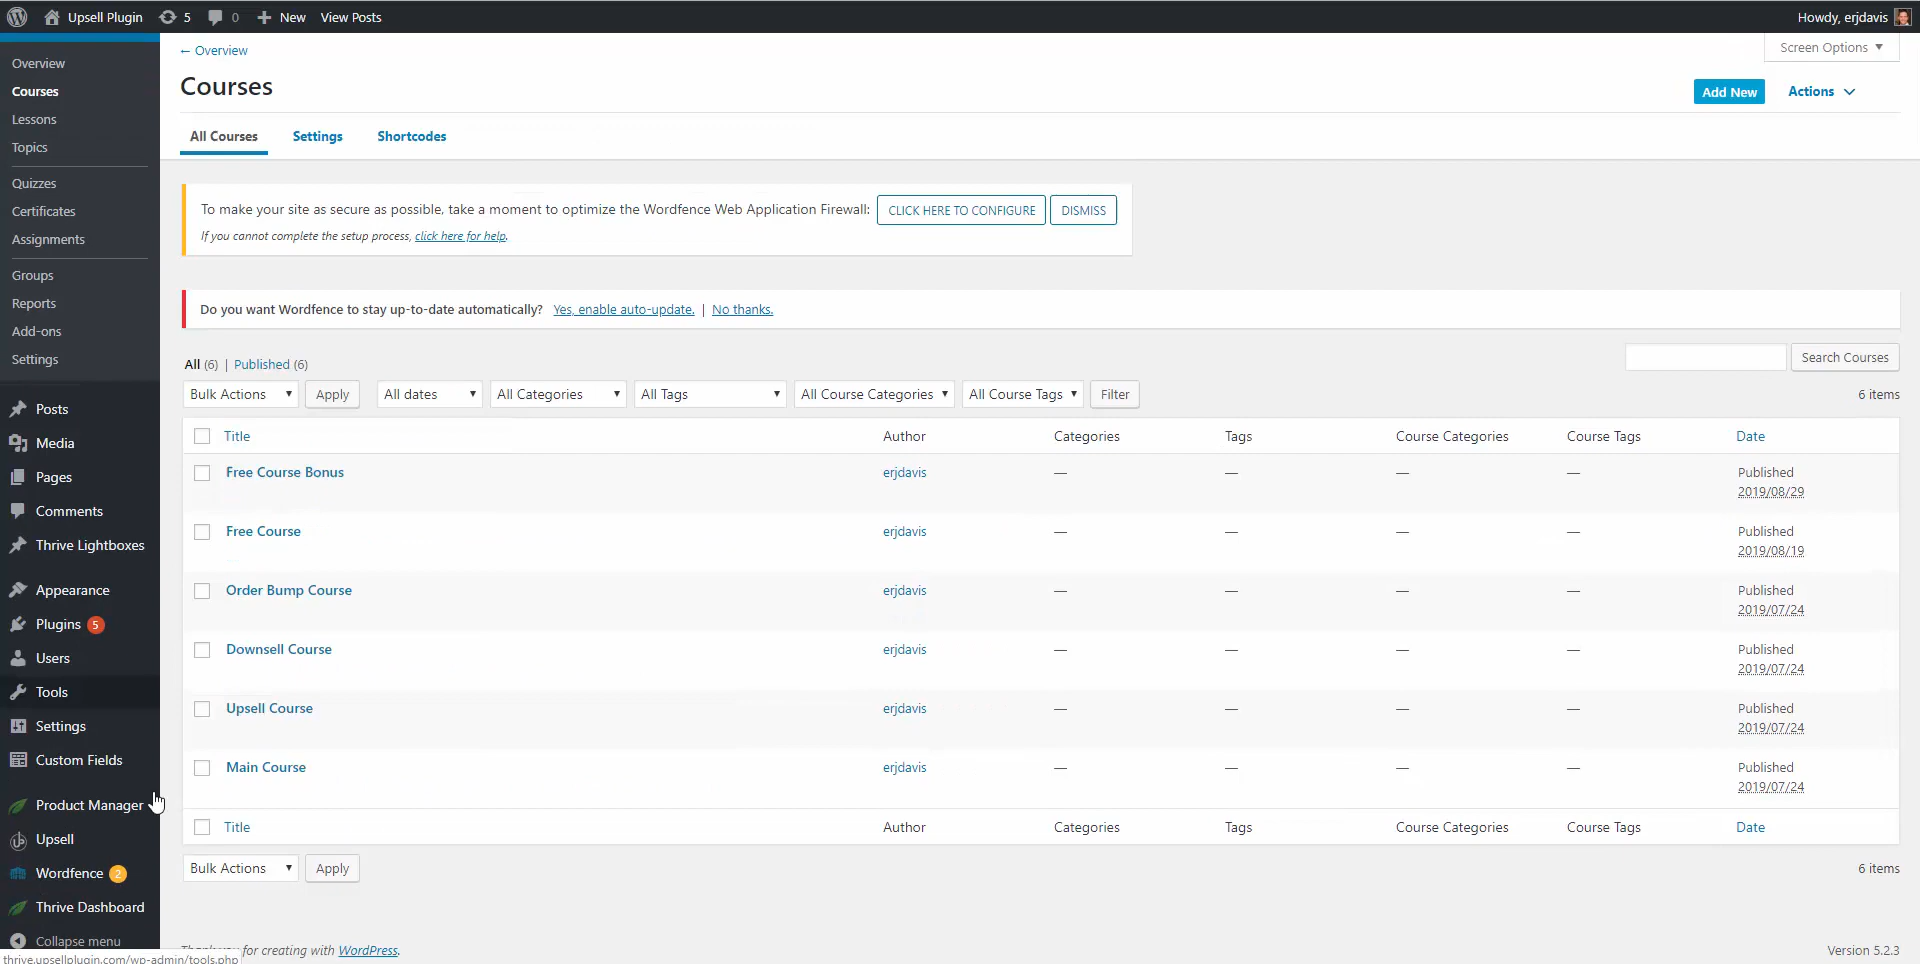 Upsell Plugin 5 0 New View Posts Howdy, erjdavis
Overview
Courses
Lessons
Topics
Quizzes
Certificates
Assignments
Groups
Reports
Add-ons
Settings
Posts
Media
Pages
Comments
Thrive Lightboxes
Appearance
Plugins 5
Users
Tools
Settings
Custom Fields
Product Manager
Upsell
Wordfence 2
Thrive Dashboard
Collapse menu
thrive.upsellplugin.com/wp-admin/tools.php
← Overview
Screen Options ▼
Courses
Add New Actions
All Courses Settings Shortcodes
To make your site as secure as possible, take a moment to optimize the Wordfence Web Application Firewall: CLICK HERE TO CONFIGURE DISMISS
If you cannot complete the setup process, click here for help.
Do you want Wordfence to stay up-to-date automatically? Yes, enable auto-update. | No thanks.
All (6) | Published (6)
Search Courses
Bulk Actions Apply All dates All Categories All Tags All Course Categories All Course Tags Filter 6 items
Title Author Categories Tags Course Categories Course Tags Date
Free Course Bonus erjdavis — — — — Published
2019/08/29
Free Course erjdavis — — — — Published
2019/08/19
Order Bump Course erjdavis — — — — Published
2019/07/24
Downsell Course erjdavis — — — — Published
2019/07/24
Upsell Course erjdavis — — — — Published
2019/07/24
Main Course erjdavis — — — — Published
2019/07/24
Title Author Categories Tags Course Categories Course Tags Date
Bulk Actions Apply 6 items
for creating with WordPress.
Version 5.2.3